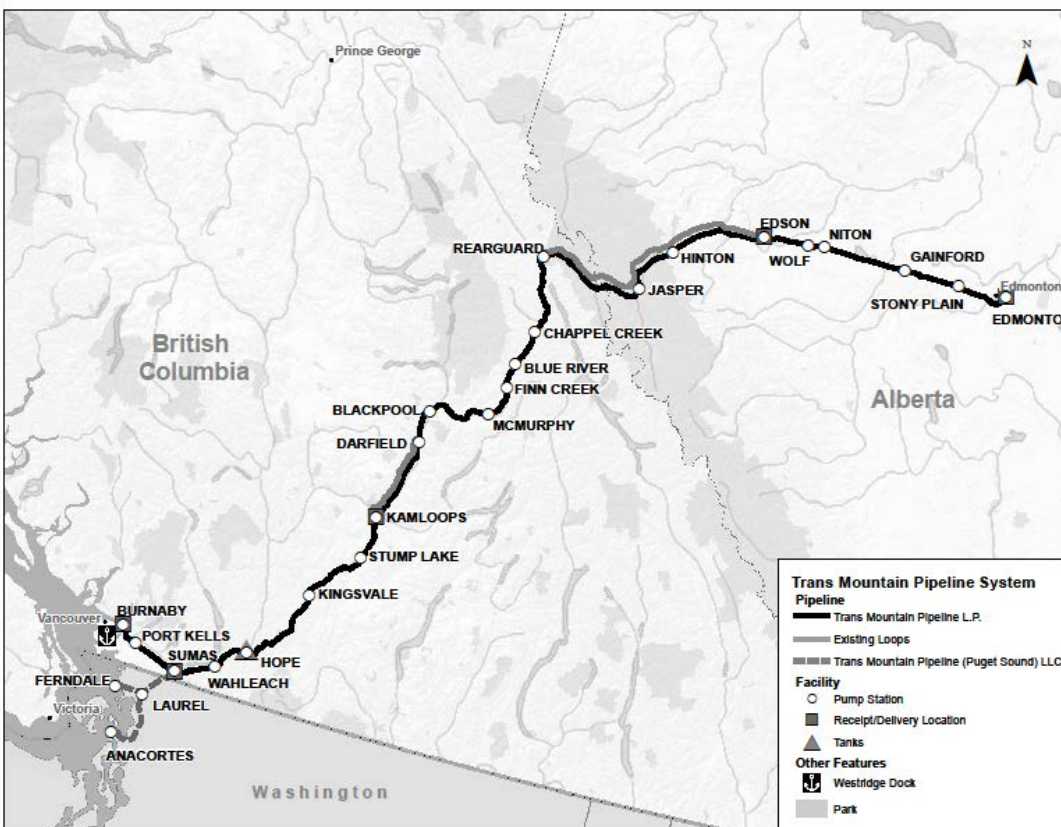 Prince George
N
EDSON
NITON
REARGUARD
HINTON
WOLF
GAINFORD
JASPER
STONY PLAIN
Edmonton
EDMONTO
CHAPPEL CREEK
British
Columbia
BLUE RIVER
FINN CREEK
Alberta
BLACKPOOL
MCMURPHY
DARFIELD
KAMLOOPS
STUMP LAKE
KINGSVALE
Vancouver
BURNABY
PORT KELLS
SUMAS
HOPE
WAHLEACH
FERNDALE
LAUREL
Victoria
ANACORTES
Washington
Trans Mountain Pipeline System
Pipeline
Trans Mountain Pipeline L.P.
Existing Loops
Trans Mountain Pipeline (Puget Sound) LLC
Facility
Pump Station
Receipt/Delivery Location
Tanks
Other Features
Westridge Dock
Park